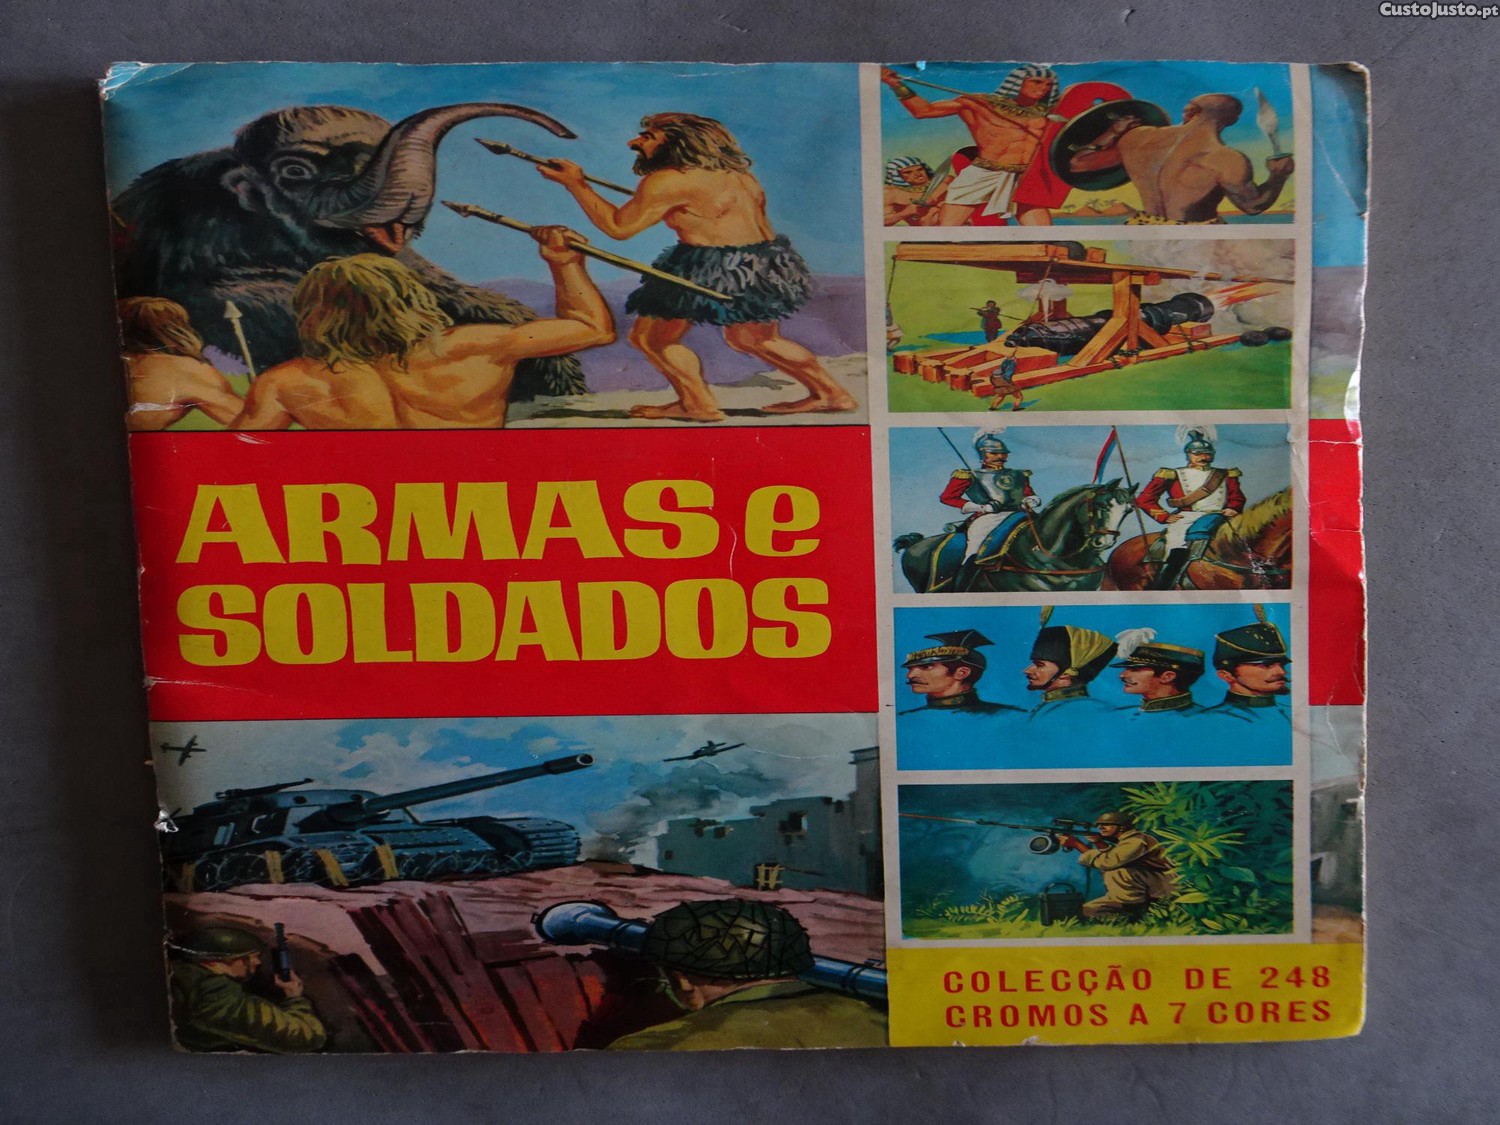 CustoJusto.pt
ARMAS e
SOLDADOS
COLECÇÃO DE 248
CROMOS A 7 CORES